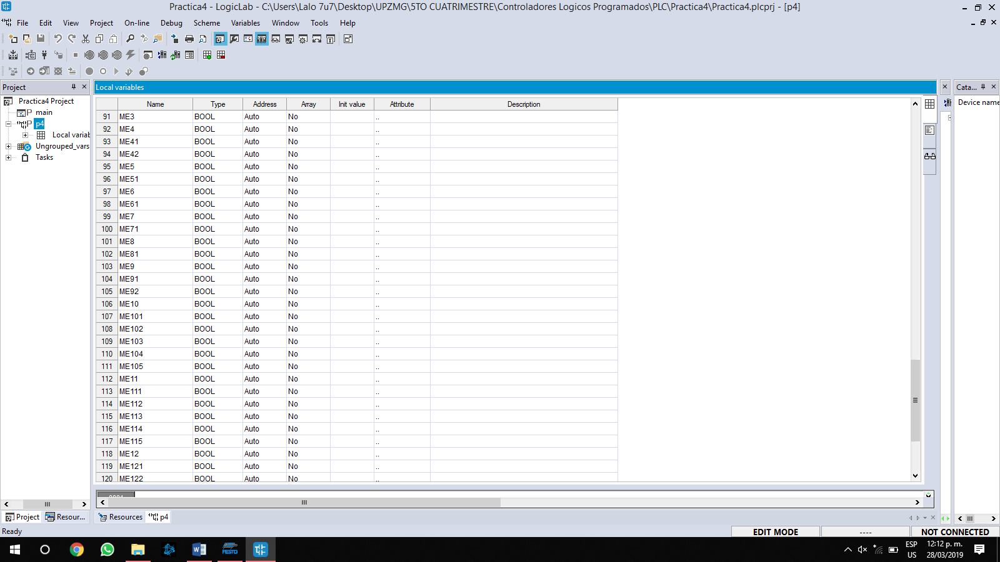 Practica4 - LogicLab - C:\Users\Lalo 7u7\Desktop\UPZMG\5TO CUATRIMESTRE\Controladores Logicos Programados\PLC\Practica4\Practica4.plcprj - [p4]
File Edit View Project On-line Debug Scheme Variables Window Tools Help
Project
Local variables
Cata...
Practica4 Project
main
p4
Local variab
Ungrouped_vars
Tasks
Device name
Name Type Address Array Init value Attribute Description
91 ME3 BOOL Auto No ..
92 ME4 BOOL Auto No ..
93 ME41 BOOL Auto No ..
94 ME42 BOOL Auto No ..
95 ME5 BOOL Auto No ..
96 ME51 BOOL Auto No ..
97 ME6 BOOL Auto No ..
98 ME61 BOOL Auto No ..
99 ME7 BOOL Auto No ..
100 ME71 BOOL Auto No ..
101 ME8 BOOL Auto No ..
102 ME81 BOOL Auto No ..
103 ME9 BOOL Auto No ..
104 ME91 BOOL Auto No ..
105 ME92 BOOL Auto No ..
106 ME10 BOOL Auto No ..
107 ME101 BOOL Auto No ..
108 ME102 BOOL Auto No ..
109 ME103 BOOL Auto No ..
110 ME104 BOOL Auto No ..
111 ME105 BOOL Auto No ..
112 ME11 BOOL Auto No ..
113 ME111 BOOL Auto No ..
114 ME112 BOOL Auto No ..
115 ME113 BOOL Auto No ..
116 ME114 BOOL Auto No ..
117 ME115 BOOL Auto No ..
118 ME12 BOOL Auto No ..
119 ME121 BOOL Auto No ..
120 ME122 BOOL Auto No ..
Project Resour...
Resources p4
Ready
EDIT MODE ---- NOT CONNECTED
FESTO
ESP
US
12:12 p. m.
28/03/2019